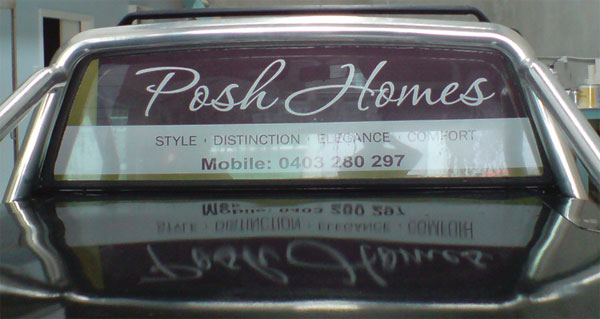 Posh Homes
STYLE · DISTINCTION · ELEGANCE · COMFORT
Mobile: 0403 280 297